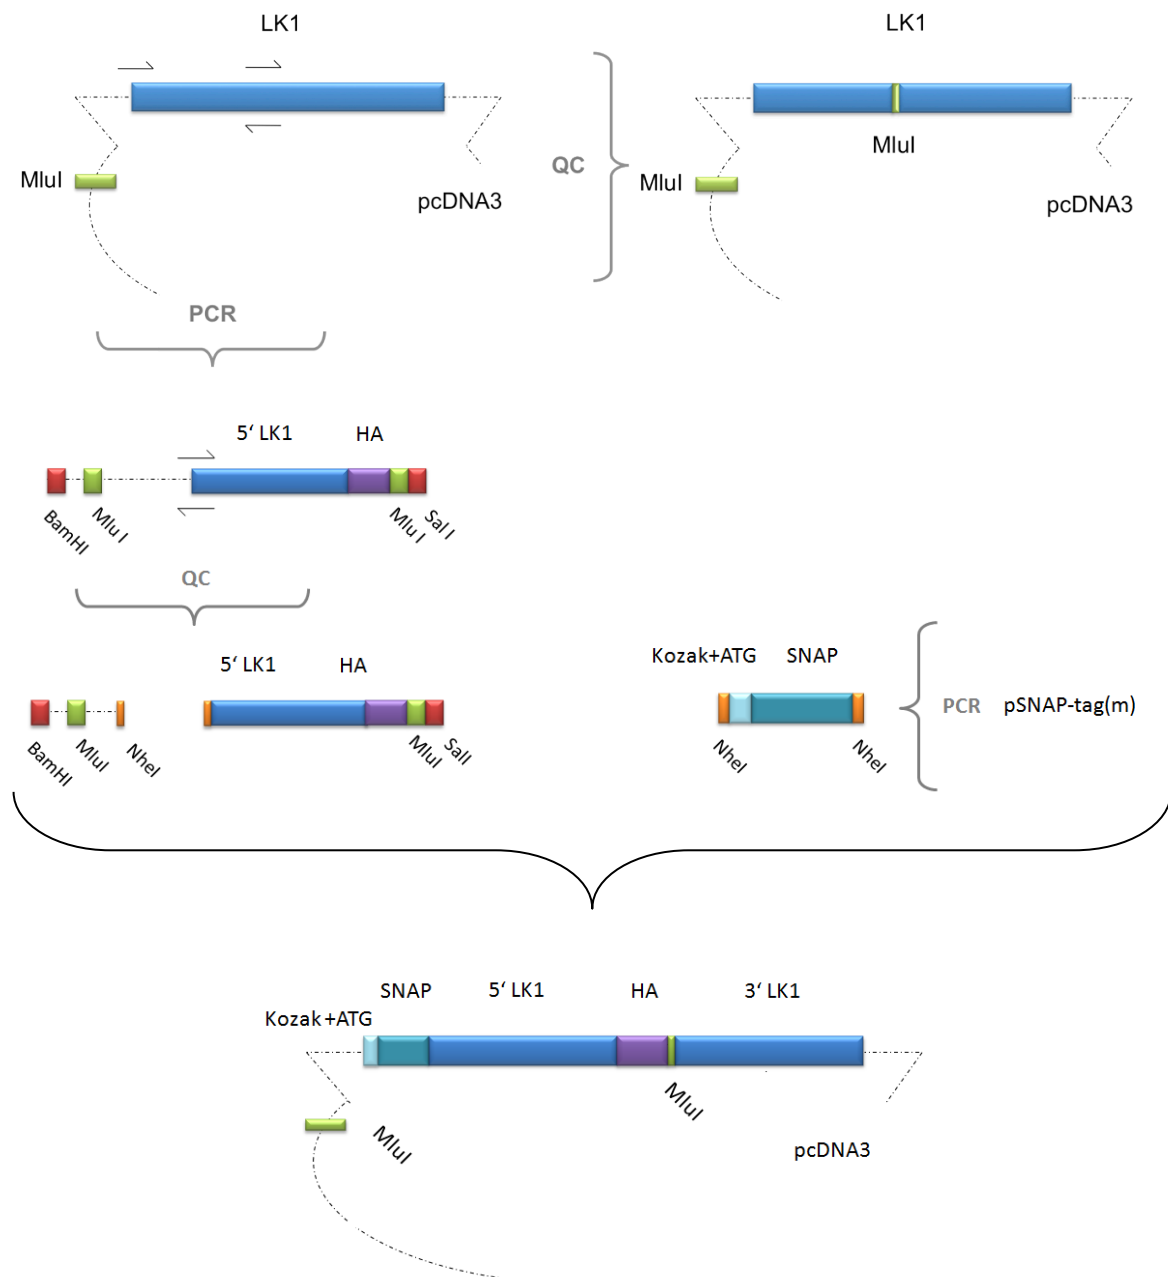 LK1
LK1
MluI
QC
MluI
MluI
pcDNA3
pcDNA3
PCR
5‘ LK1
HA
BamHI
Mlu I
Mlu I
Sal I
QC
5‘ LK1
HA
Kozak+ATG
SNAP
BamHI
MluI
NheI
MluI
SalI
NheI
NheI
PCR
pSNAP-tag(m)
SNAP
5‘ LK1
HA
3‘ LK1
Kozak+ATG
MluI
MluI
pcDNA3